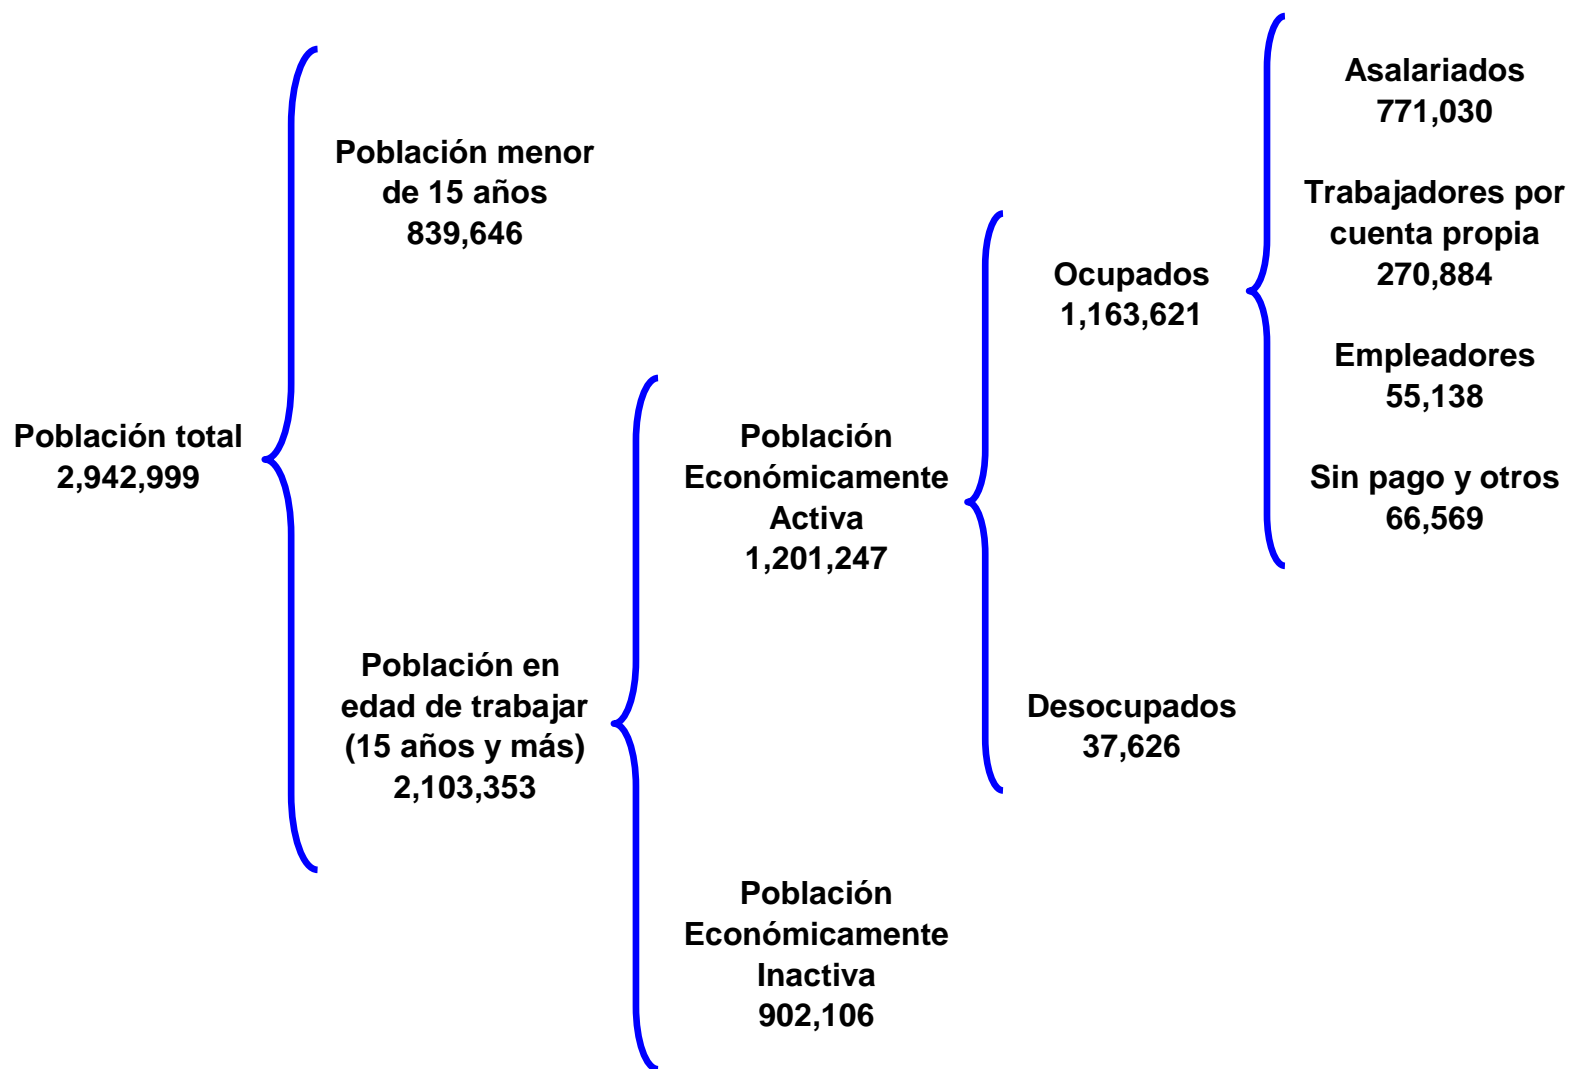 Población total
2,942,999
Población menor
de 15 años
839,646
Población en
edad de trabajar
(15 años y más)
2,103,353
Población
Económicamente
Activa
1,201,247
Población
Económicamente
Inactiva
902,106
Ocupados
1,163,621
Desocupados
37,626
Asalariados
771,030
Trabajadores por
cuenta propia
270,884
Empleadores
55,138
Sin pago y otros
66,569